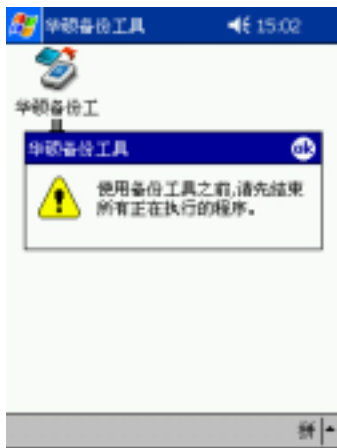 华硕备份工具 15:02
华硕备份工
具
华硕备份工具 ok
使用备份工具之前,请先结束
所有正在执行的程序。
拼